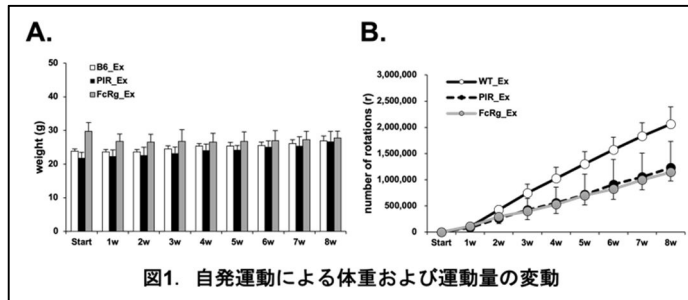 A.
60
50
40
30
20
10
0
weight (g)
B6_Ex
PIR_Ex
FcRg_Ex
Start 1w 2w 3w 4w 5w 6w 7w 8w
B.
3,000,000
2,500,000
2,000,000
1,500,000
1,000,000
500,000
0
number of rotations (r)
WT_Ex
PIR_Ex
FcRg_Ex
Start 1w 2w 3w 4w 5w 6w 7w 8w
図1. 自発運動による体重および運動量の変動